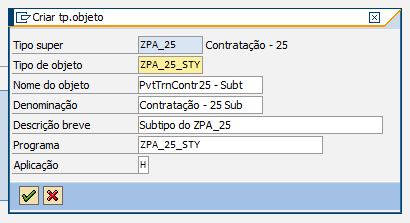 Criar tp.objeto
Tipo super ZPA_25 Contratação - 25
Tipo de objeto ZPA_25_STY
Nome do objeto PvtTrnContr25 - Subt
Denominação Contratação - 25 Sub
Descrição breve Subtipo do ZPA_25
Programa ZPA_25_STY
Aplicação H